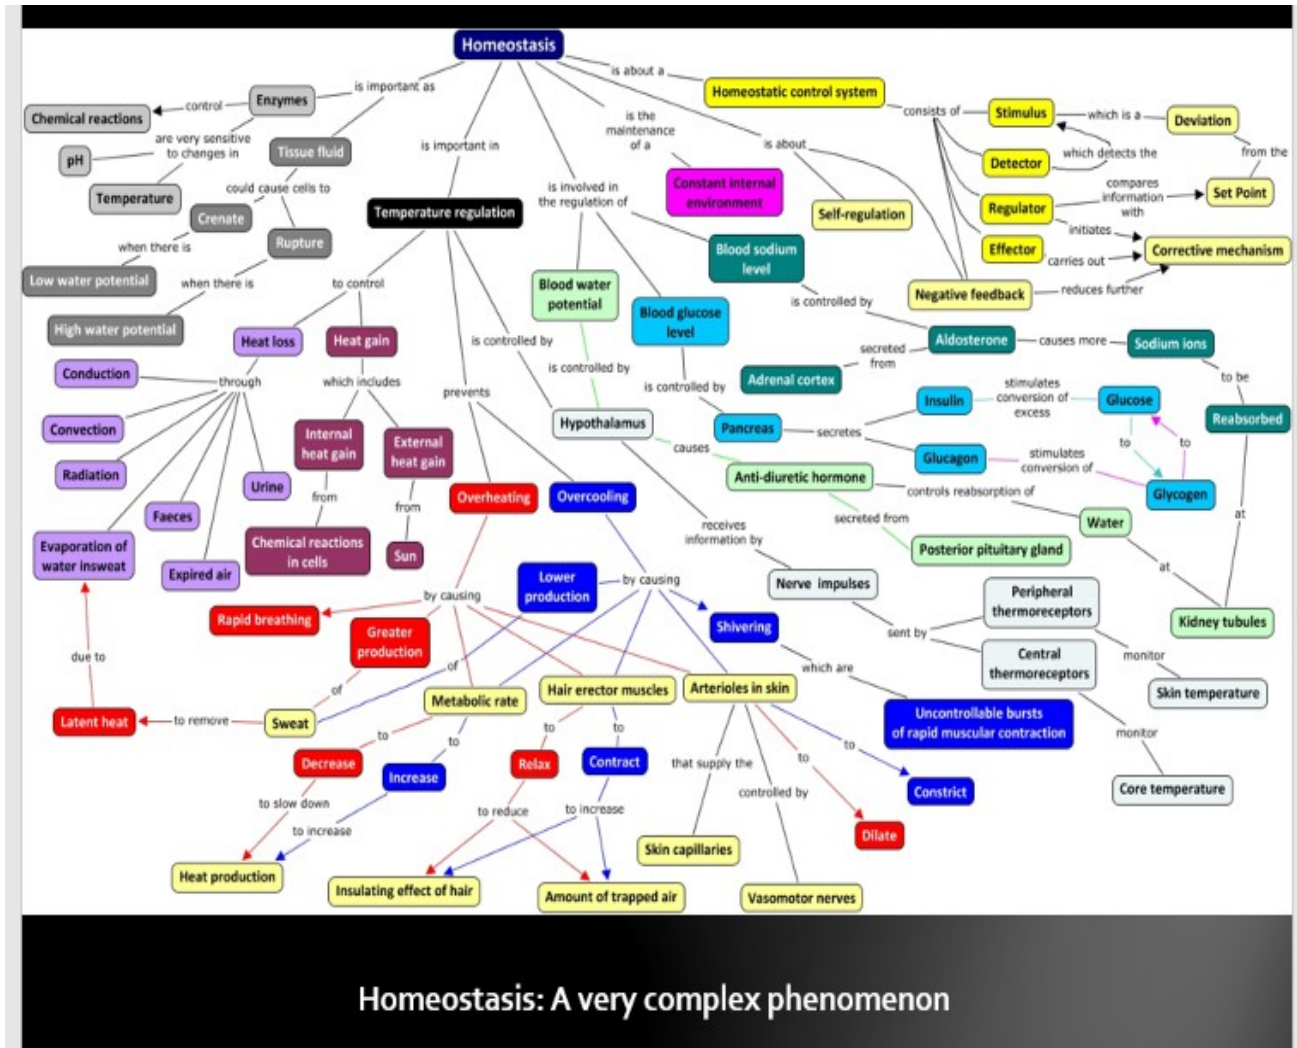 Homeostasis
is about a
is important as
Homeostatic control system
Enzymes
control
Chemical reactions
consists of
Stimulus
which is a
Deviation
is the
maintenance
of a
are very sensitive
to changes in
pH
Tissue fluid
is important in
is about
Detector
which detects the
from the
Temperature
could cause cells to
Constant internal
environment
is involved in
the regulation of
compares
information
with
Set Point
Crenate
Temperature regulation
Self-regulation
Regulator
initiates
Rupture
when there is
Blood sodium
level
Effector
carries out
Corrective mechanism
Low water potential
when there is
to control
Blood water
potential
Negative feedback
reduces further
Blood glucose
level
is controlled by
High water potential
Heat loss
Heat gain
is controlled by
Aldosterone
causes more
Sodium ions
secreted
from
Conduction
through
which includes
prevents
is controlled by
is controlled by
Adrenal cortex
to be
stimulates
conversion of
excess
Insulin
Glucose
Reabsorbed
Convection
Internal
heat gain
External
heat gain
Hypothalamus
Pancreas
secretes
to
to
causes
Glucagon
stimulates
conversion of
Radiation
Urine
Overheating
Overcooling
Anti-diuretic hormone
controls reabsorption of
Glycogen
from
from
Faeces
receives
information by
secreted from
Water
at
Evaporation of
water insweat
Chemical reactions
in cells
Sun
Posterior pituitary gland
at
Expired air
Lower
production
by causing
by causing
Nerve impulses
Peripheral
thermoreceptors
Rapid breathing
Greater
production
Shivering
sent by
Kidney tubules
due to
of
Central
thermoreceptors
monitor
which are
of
Metabolic rate
Hair erector muscles
Arterioles in skin
Skin temperature
Latent heat
to remove
Sweat
to
to
to
to
Uncontrollable bursts
of rapid muscular contraction
monitor
to
to
Decrease
Increase
Relax
Contract
that supply the
controlled by
Constrict
Core temperature
to slow down
to increase
to reduce
to increase
Dilate
Skin capillaries
Heat production
Insulating effect of hair
Amount of trapped air
Vasomotor nerves
Homeostasis: A very complex phenomenon